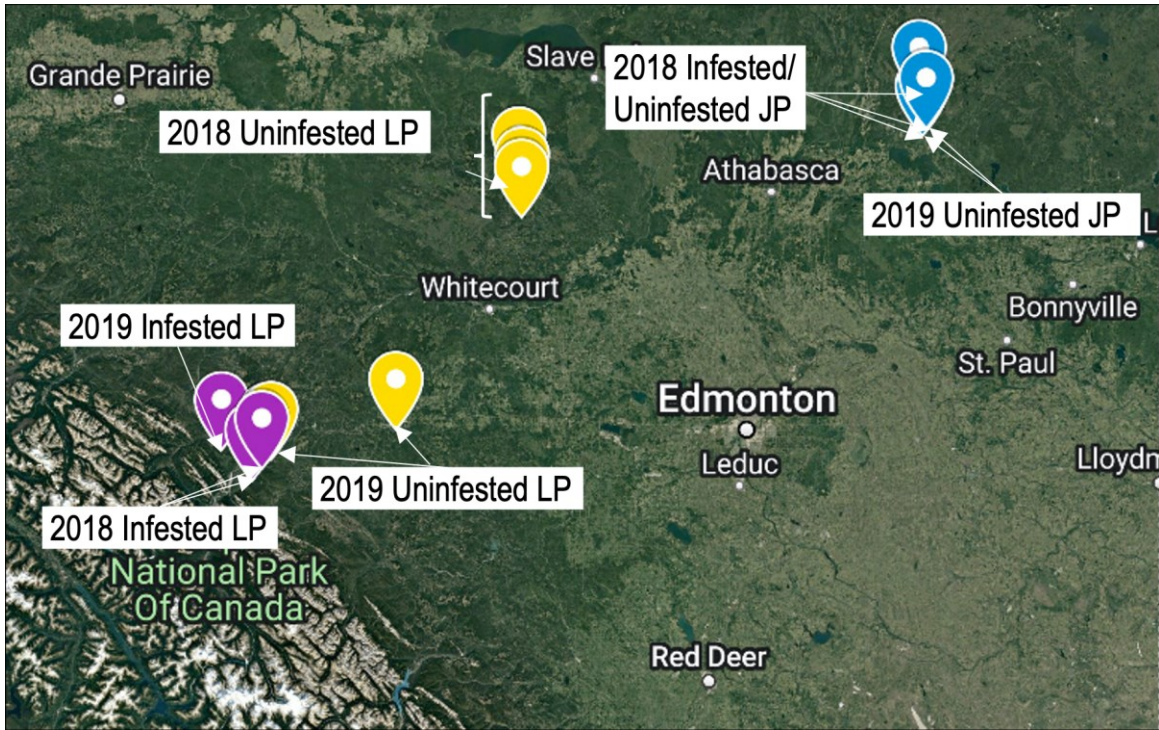 Grande Prairie
Slave
2018 Infested/
Uninfested JP
2018 Uninfested LP
Athabasca
2019 Uninfested JP
L
Whitecourt
Bonnyville
2019 Infested LP
St. Paul
Edmonton
Leduc
Lloydm
2019 Uninfested LP
2018 Infested LP
National Park
Of Canada
Red Deer